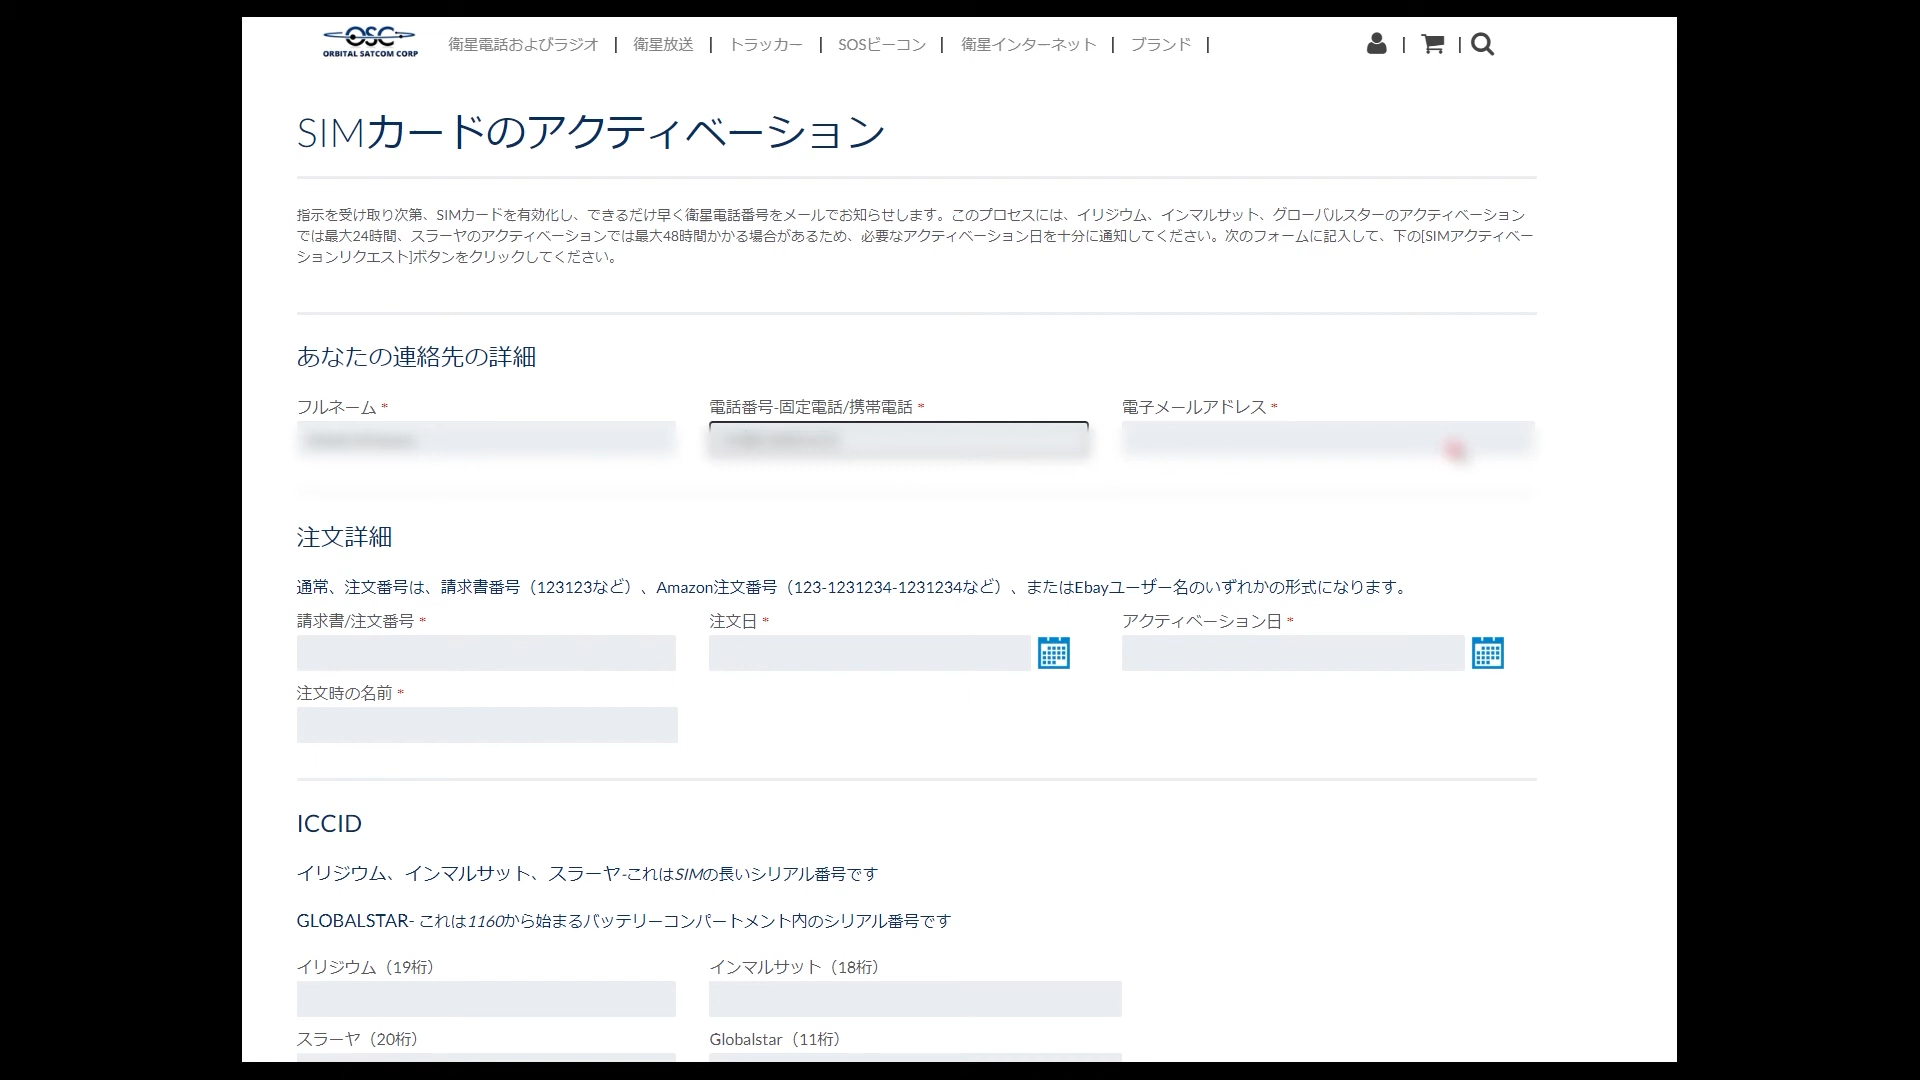 OSC
ORBITAL SATCOM CORP
衛星電話およびラジオ | 衛星放送 | トラッカー | SOSビーコン | 衛星インターネット | ブランド |
SIMカードのアクティベーション
指示を受け取り次第、SIMカードを有効化し、できるだけ早く衛星電話番号をメールでお知らせします。このプロセスには、イリジウム、インマルサット、グローバルスターのアクティベーション
では最大24時間、スラーヤのアクティベーションでは最大48時間かかる場合があるため、必要なアクティベーション日を十分に通知してください。次のフォームに記入して、下の[SIMアクティベー
ションリクエスト]ボタンをクリックしてください。
あなたの連絡先の詳細
フルネーム * 電話番号-固定電話/携帯電話 * 電子メールアドレス *
注文詳細
通常、注文番号は、請求書番号（123123など）、Amazon注文番号（123-1231234-1231234など）、またはEbayユーザー名のいずれかの形式になります。
請求書/注文番号 * 注文日 * アクティベーション日 *
注文時の名前 *
ICCID
イリジウム、インマルサット、スラーヤ-これはSIMの長いシリアル番号です
GLOBALSTAR- これは1160から始まるバッテリーコンパートメント内のシリアル番号です
イリジウム（19桁） インマルサット（18桁）
スラーヤ（20桁） Globalstar（11桁）